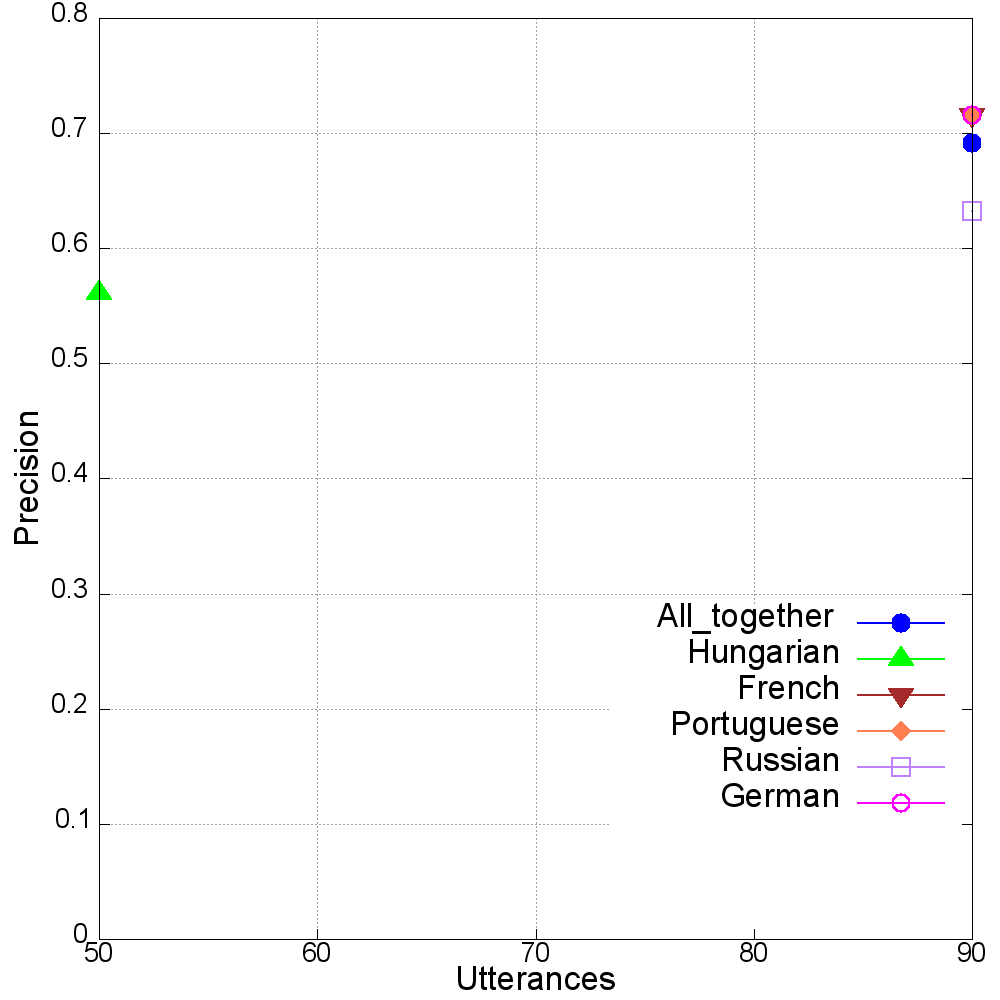 0.8
0.7
0.6
0.5
0.4
0.3
0.2
0.1
0
Precision
50 60 70 80 90
Utterances
All_together
Hungarian
French
Portuguese
Russian
German